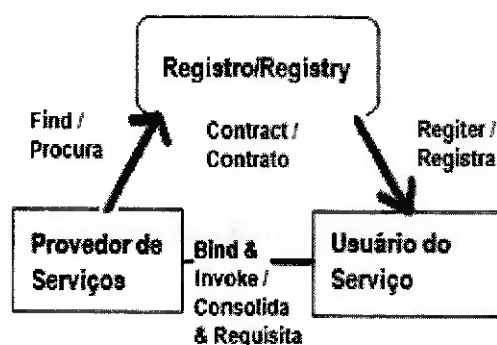 Registro/Registry
Find /
Procura
Contract /
Contrato
Regiter /
Registra
Provedor de
Serviços
Bind &
Invoke /
Consolida
& Requisita
Usuário do
Serviço